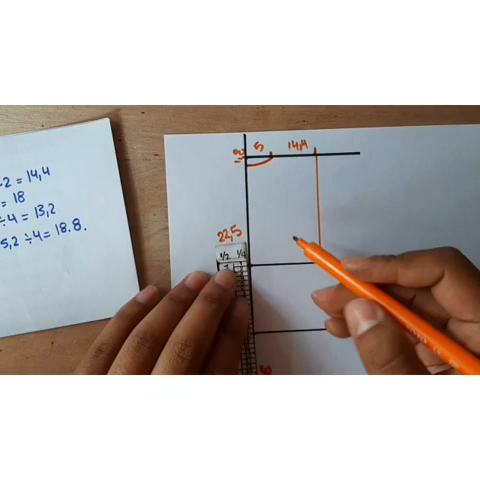 -2 = 14,4
= 18
÷4 = 13,2
5,2 ÷4 = 18.8.
5
14,4
22,5
1/2 1/4